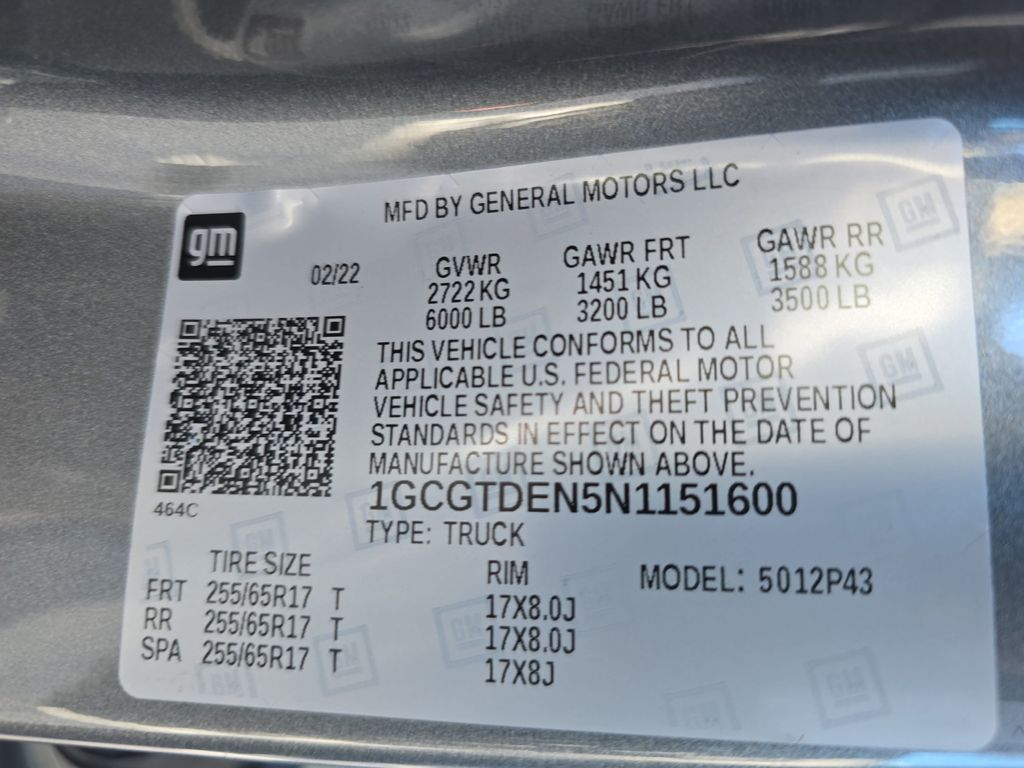 MFD BY GENERAL MOTORS LLC
gm
02/22
GVWR GAWR FRT GAWR RR
2722 KG 1451 KG 1588 KG
6000 LB 3200 LB 3500 LB
THIS VEHICLE CONFORMS TO ALL
APPLICABLE U.S. FEDERAL MOTOR
VEHICLE SAFETY AND THEFT PREVENTION
STANDARDS IN EFFECT ON THE DATE OF
MANUFACTURE SHOWN ABOVE.
464C
1GCGTDEN5N1151600
TYPE: TRUCK
TIRE SIZE RIM MODEL: 5012P43
FRT 255/65R17 T 17X8.0J
RR 255/65R17 T 17X8.0J
SPA 255/65R17 T 17X8J